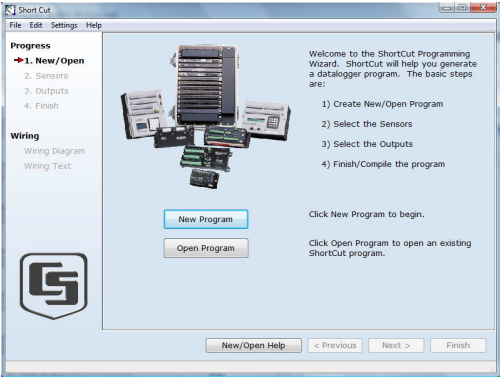 Short Cut
File Edit Settings Help
Progress
1. New/Open
2. Sensors
3. Outputs
4. Finish
Wiring
Wiring Diagram
Wiring Text
Welcome to the ShortCut Programming
Wizard. ShortCut will help you generate
a datalogger program. The basic steps
are:
1) Create New/Open Program
2) Select the Sensors
3) Select the Outputs
4) Finish/Compile the program
New Program
Click New Program to begin.
Open Program
Click Open Program to open an existing
ShortCut program.
New/Open Help
< Previous
Next >
Finish